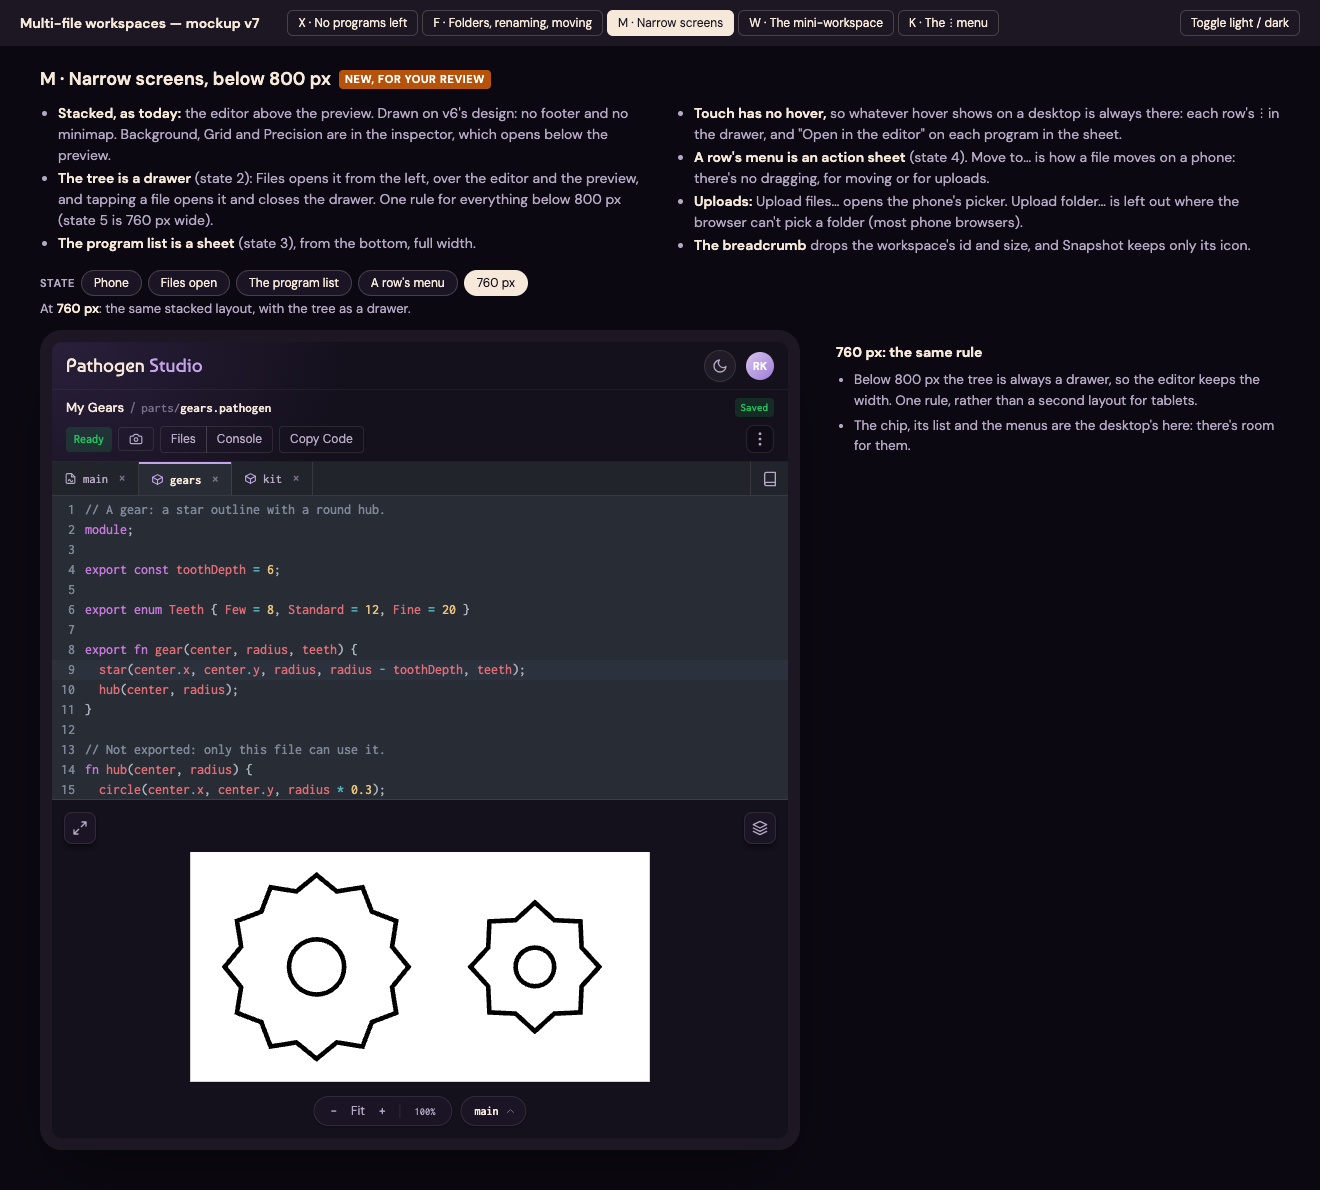 Multi-file workspaces — mockup v7
X · No programs left
F · Folders, renaming, moving
M · Narrow screens
W · The mini-workspace
K · The ⋮ menu
Toggle light / dark
M · Narrow screens, below 800 px
NEW, FOR YOUR REVIEW
• Stacked, as today: the editor above the preview. Drawn on v6's design: no footer and no
minimap. Background, Grid and Precision are in the inspector, which opens below the
preview.
• The tree is a drawer (state 2): Files opens it from the left, over the editor and the preview,
and tapping a file opens it and closes the drawer. One rule for everything below 800 px
(state 5 is 760 px wide).
• The program list is a sheet (state 3), from the bottom, full width.
• Touch has no hover, so whatever hover shows on a desktop is always there: each row's ⋮ in
the drawer, and "Open in the editor" on each program in the sheet.
• A row's menu is an action sheet (state 4). Move to... is how a file moves on a phone:
there's no dragging, for moving or for uploads.
• Uploads: Upload files... opens the phone's picker. Upload folder... is left out where the
browser can't pick a folder (most phone browsers).
• The breadcrumb drops the workspace's id and size, and Snapshot keeps only its icon.
STATE
Phone
Files open
The program list
A row's menu
760 px
At 760 px: the same stacked layout, with the tree as a drawer.
Pathogen Studio
RK
My Gears / parts/gears.pathogen
Saved
Ready
Files
Console
Copy Code
main ×
gears ×
kit ×
1 // A gear: a star outline with a round hub.
2 module;
3
4 export const toothDepth = 6;
5
6 export enum Teeth { Few = 8, Standard = 12, Fine = 20 }
7
8 export fn gear(center, radius, teeth) {
9 star(center.x, center.y, radius, radius - toothDepth, teeth);
10 hub(center, radius);
11 }
12
13 // Not exported: only this file can use it.
14 fn hub(center, radius) {
15 circle(center.x, center.y, radius * 0.3);
− Fit + 100%
main
760 px: the same rule
• Below 800 px the tree is always a drawer, so the editor keeps the
width. One rule, rather than a second layout for tablets.
• The chip, its list and the menus are the desktop's here: there's room
for them.